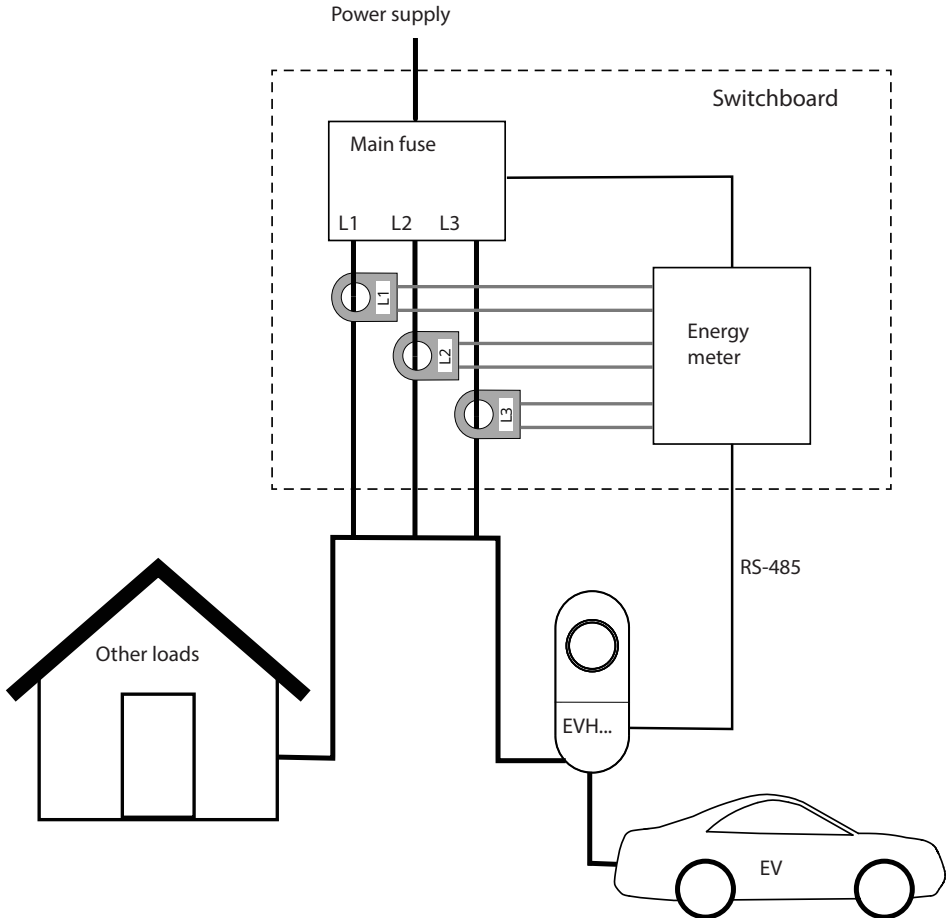 Power supply
Switchboard
Main fuse
L1 L2 L3
L1
L2
L3
Energy
meter
RS-485
Other loads
EVH...
EV